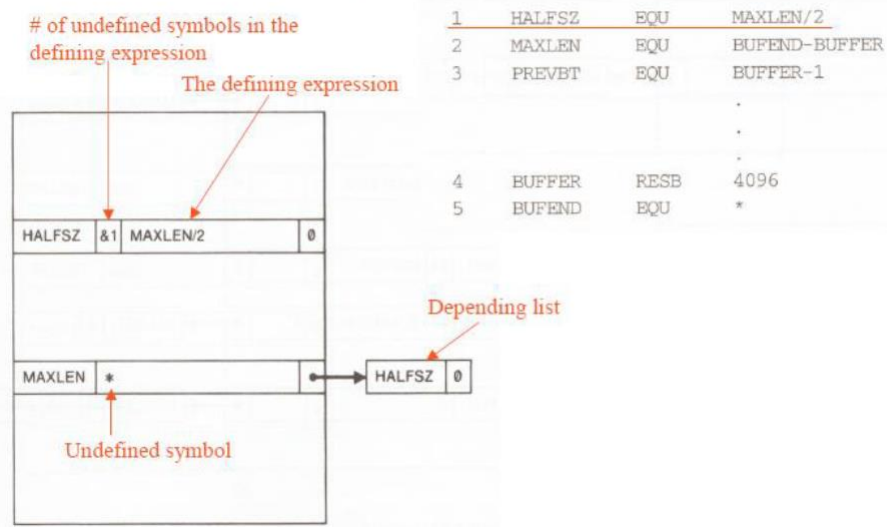 # of undefined symbols in the
defining expression
The defining expression
1 HALFSZ EQU MAXLEN/2
2 MAXLEN EQU BUFEND-BUFFER
3 PREVBT EQU BUFFER-1
.
.
.
4 BUFFER RESB 4096
5 BUFEND EQU *
HALFSZ &1 MAXLEN/2 0
Depending list
MAXLEN * HALFSZ 0
Undefined symbol